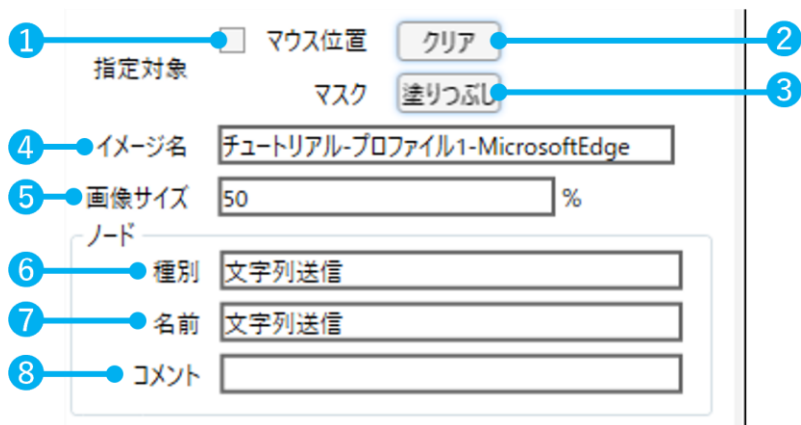 1 マウス位置 クリア 2
指定対象
マスク 塗りつぶし 3
4 イメージ名 チュートリアル-プロファイル1-MicrosoftEdge
5 画像サイズ 50 %
ノード
6 種別 文字列送信
7 名前 文字列送信
8 コメント